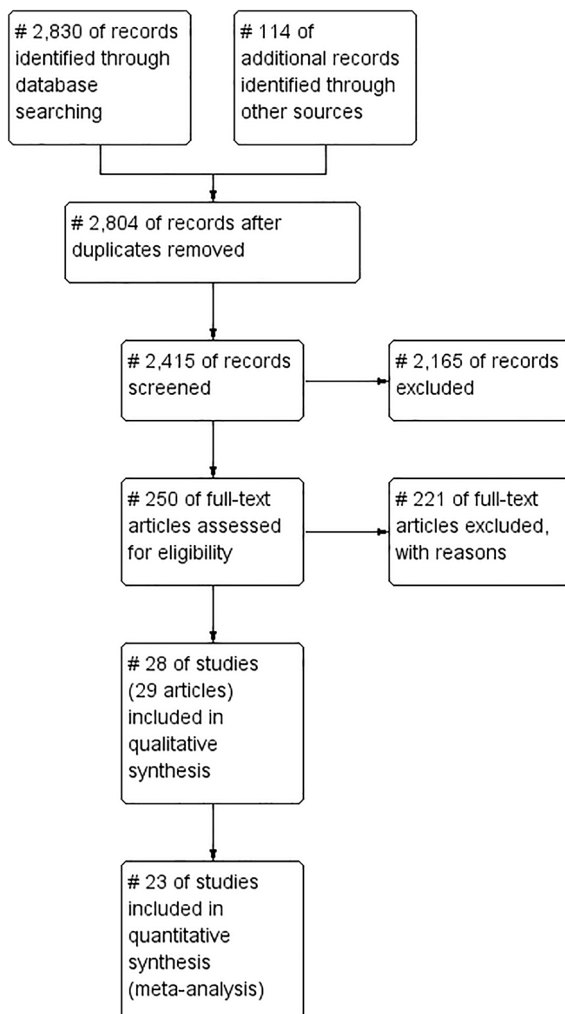 # 2,830 of records
identified through
database
searching
# 114 of
additional records
identified through
other sources
# 2,804 of records after
duplicates removed
# 2,415 of records
screened
# 2,165 of records
excluded
# 250 of full-text
articles assessed
for eligibility
# 221 of full-text
articles excluded,
with reasons
# 28 of studies
(29 articles)
included in
qualitative
synthesis
# 23 of studies
included in
quantitative
synthesis
(meta-analysis)